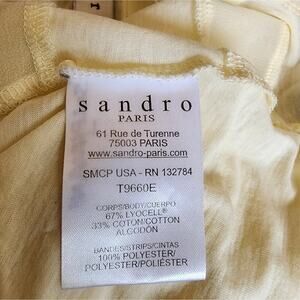 sandro
PARIS
61 Rue de Turenne
75003 PARIS
www.sandro-paris.com
SMCP USA - RN 132784
T9660E
CORPS/BODY/CUERPO
67% LYOCELL®
33% COTON/COTTON/
ALGODÓN
BANDES/STRIPS/CINTAS
100% POLYESTER/
POLYESTER/POLIÉSTER